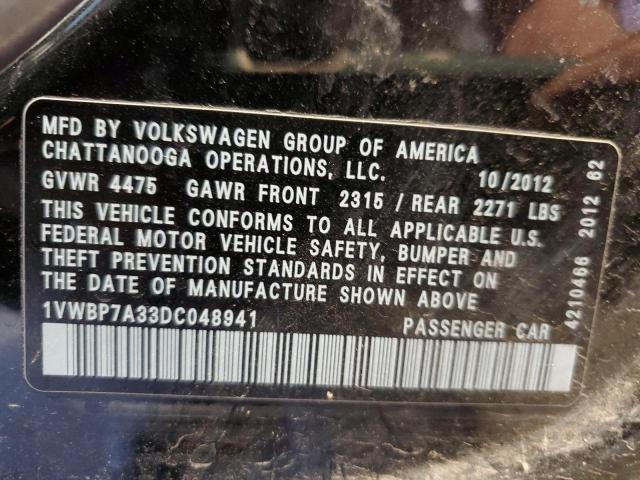 MFD BY VOLKSWAGEN GROUP OF AMERICA
CHATTANOOGA OPERATIONS, LLC. 10/2012
GVWR 4475 GAWR FRONT 2315 / REAR 2271 LBS
THIS VEHICLE CONFORMS TO ALL APPLICABLE U.S.
FEDERAL MOTOR VEHICLE SAFETY, BUMPER AND
THEFT PREVENTION STANDARDS IN EFFECT ON
THE DATE OF MANUFACTURE SHOWN ABOVE
1VWBP7A33DC048941 PASSENGER CAR
4210466 2012 62